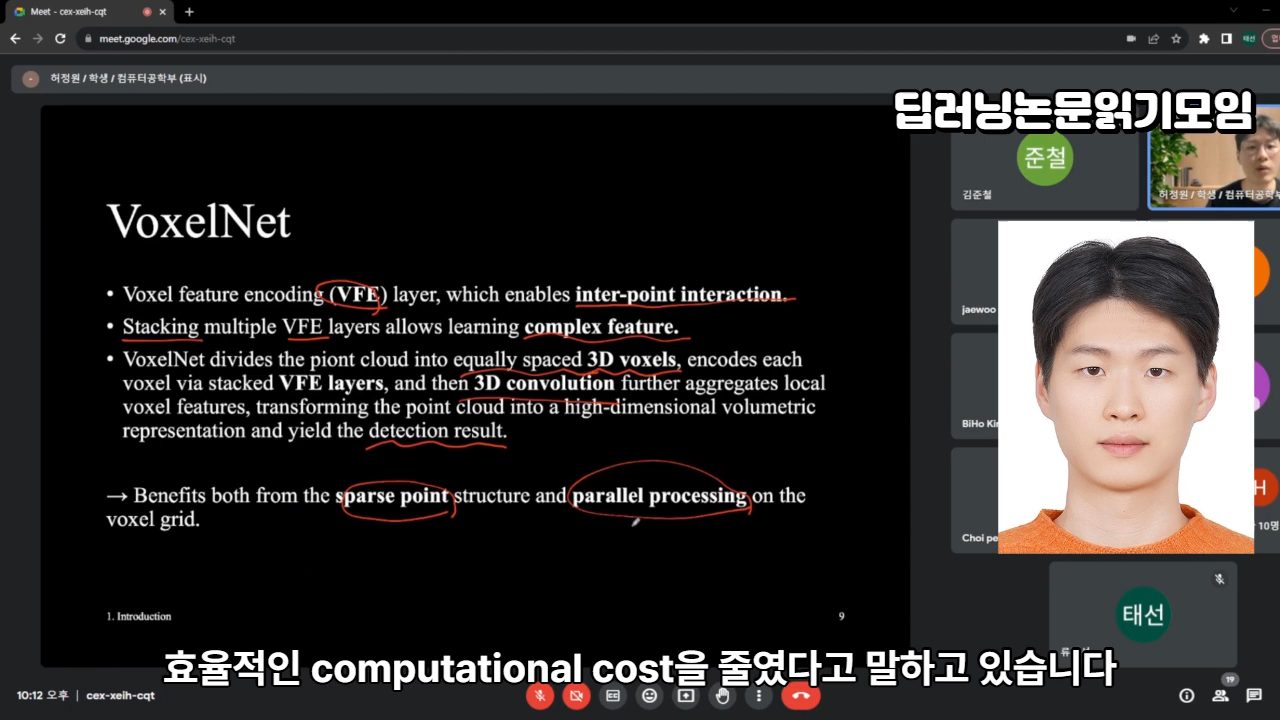 Meet - cex-xeih-cqt
meet.google.com/cex-xeih-cqt
태선
허정원 / 학생 / 컴퓨터공학부 (표시)
딥러닝논문읽기모임
준철
김준철
허정원 / 학생 / 컴퓨터공학부
VoxelNet
• Voxel feature encoding (VFE) layer, which enables inter-point interaction.
• Stacking multiple VFE layers allows learning complex feature.
• VoxelNet divides the piont cloud into equally spaced 3D voxels, encodes each
voxel via stacked VFE layers, and then 3D convolution further aggregates local
voxel features, transforming the point cloud into a high-dimensional volumetric
representation and yield the detection result.
→ Benefits both from the sparse point structure and parallel processing on the
voxel grid.
1. Introduction
9
jaewoo
BiHo
Choi
H
10명
태선
효율적인 computational cost을 줄였다고 말하고 있습니다
10:12 오후 | cex-xeih-cqt
19